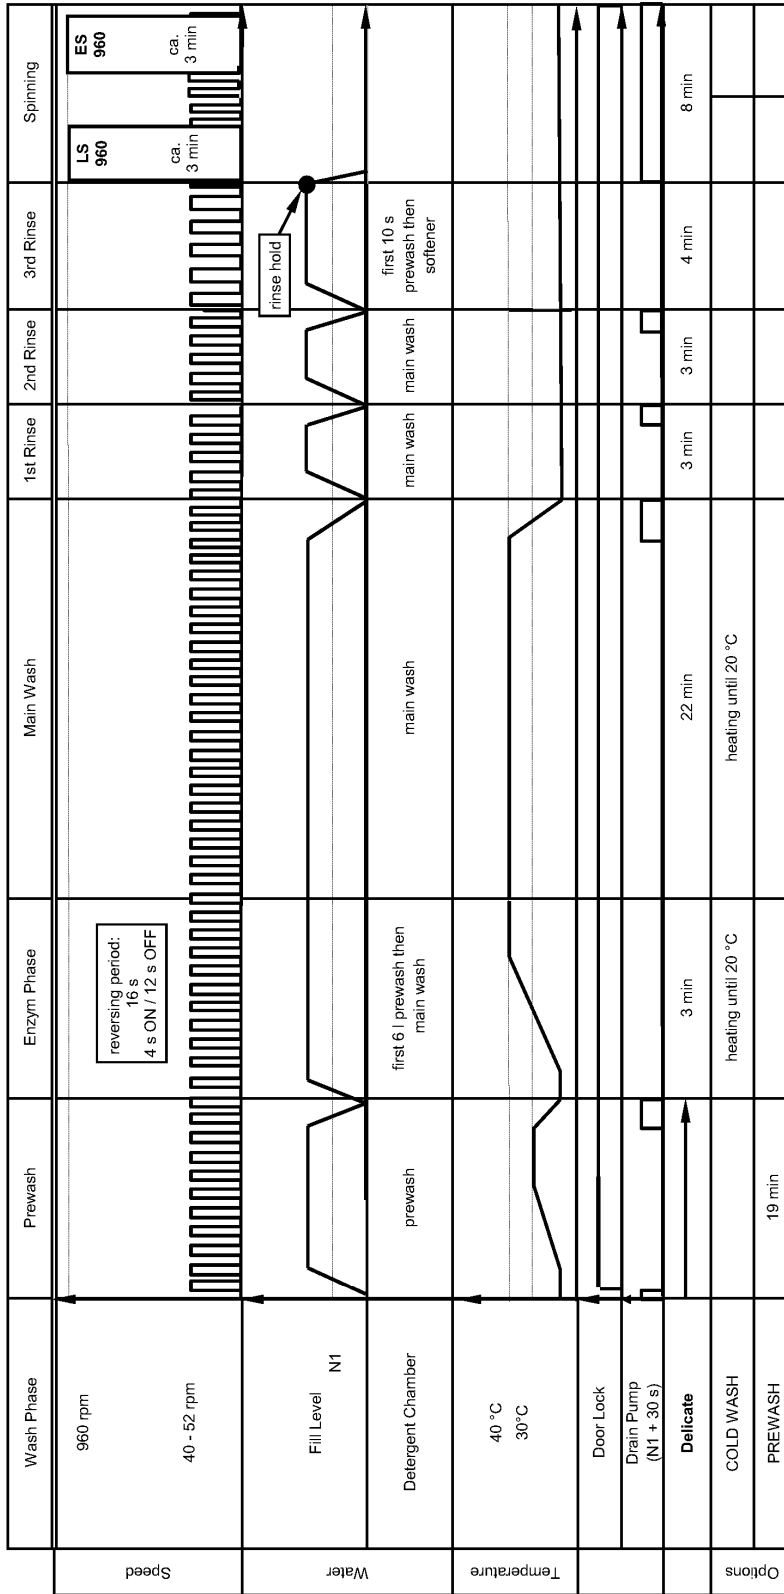 Wash Phase
Prewash
Enzym Phase
Main Wash
1st Rinse
2nd Rinse
3rd Rinse
Spinning
Speed
960 rpm
40 - 52 rpm
reversing period:
16 s
4 s ON / 12 s OFF
LS
960
ca.
3 min
ES
960
ca.
3 min
Water
Fill Level
N1
rinse hold
Detergent Chamber
prewash
first 6 l prewash then
main wash
main wash
main wash
main wash
first 10 s
prewash then
softener
Temperature
40 °C
30°C
Door Lock
Drain Pump
(N1 + 30 s)
Delicate
3 min
22 min
3 min
3 min
4 min
8 min
Options
COLD WASH
heating until 20 °C
heating until 20 °C
PREWASH
19 min